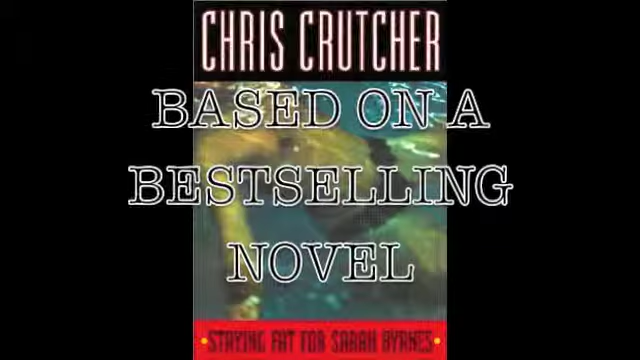 CHRIS CRUTCHER
BASED ON A
BESTSELLING
NOVEL
STAYING FAT FOR SARAH BYRNES